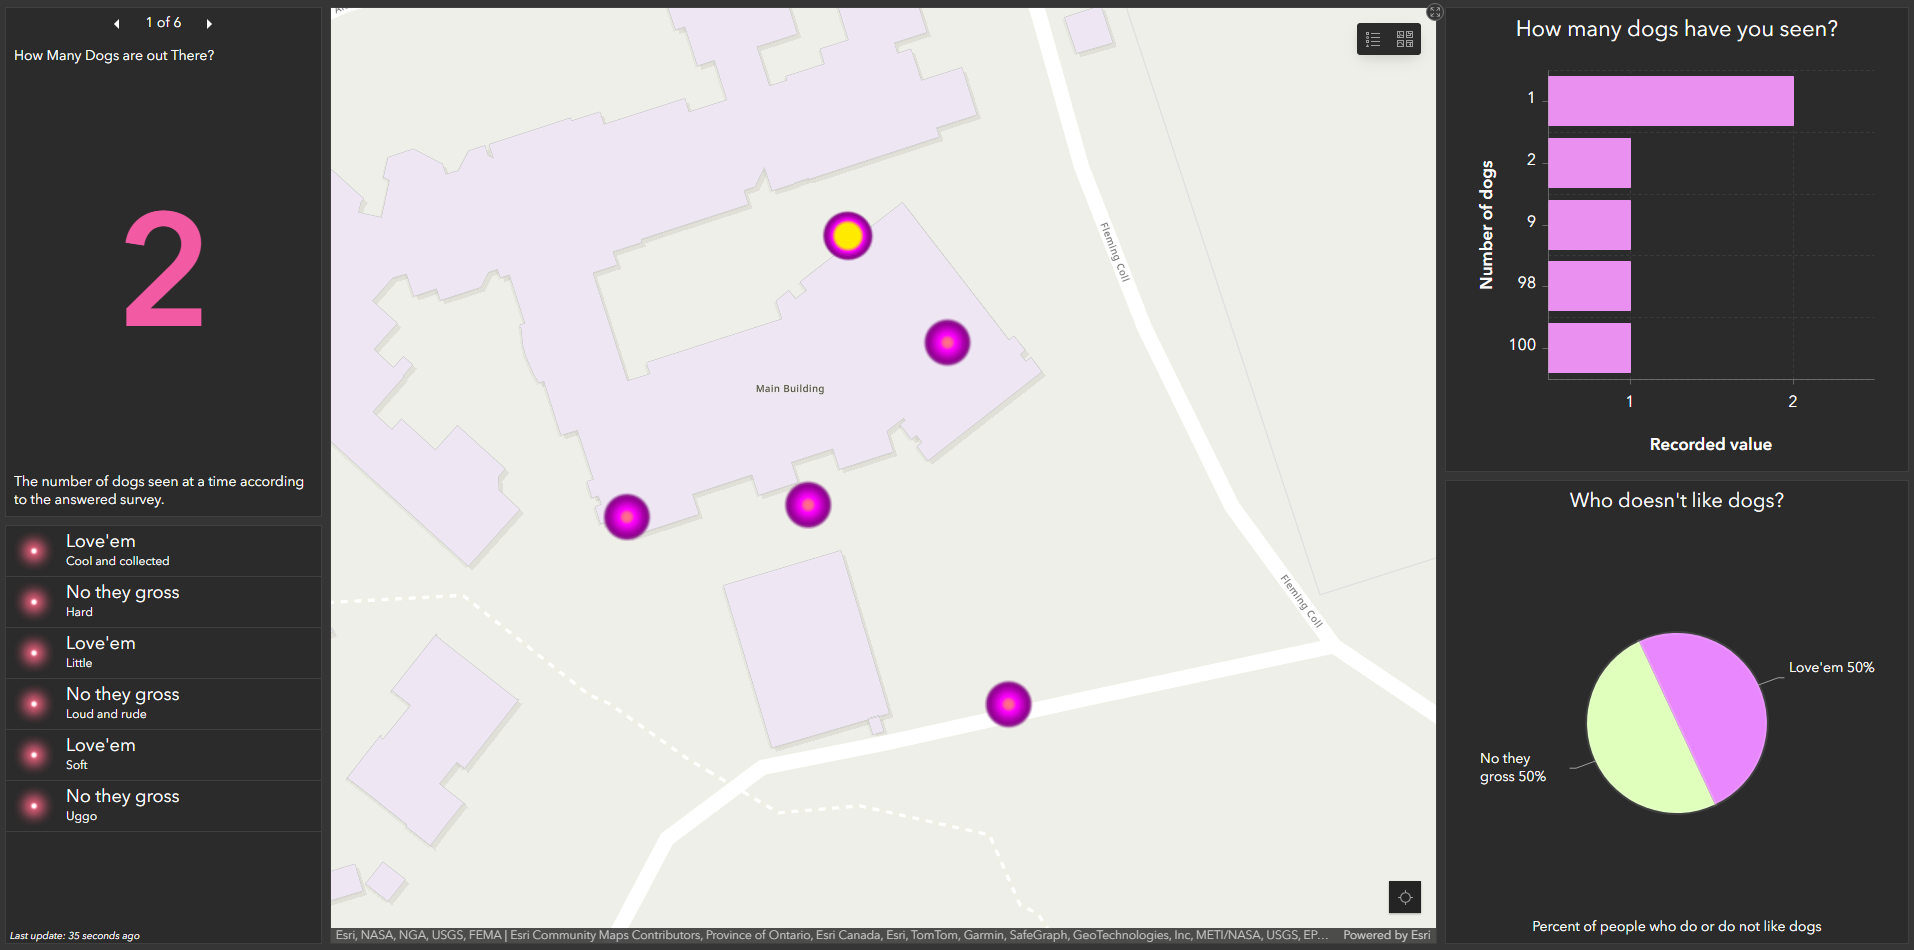 1 of 6
How Many Dogs are out There?
2
The number of dogs seen at a time according
to the answered survey.
Love'em
Cool and collected
No they gross
Hard
Love'em
Little
No they gross
Loud and rude
Love'em
Soft
No they gross
Uggo
Last update: 35 seconds ago
Fleming Coll
Main Building
Fleming Coll
Esri, NASA, NGA, USGS, FEMA | Esri Community Maps Contributors, Province of Ontario, Esri Canada, Esri, TomTom, Garmin, SafeGraph, GeoTechnologies, Inc, METI/NASA, USGS, EP...
Powered by Esri
How many dogs have you seen?
Number of dogs
1
2
9
98
100
1 2
Recorded value
Who doesn't like dogs?
Love'em 50%
No they
gross 50%
Percent of people who do or do not like dogs